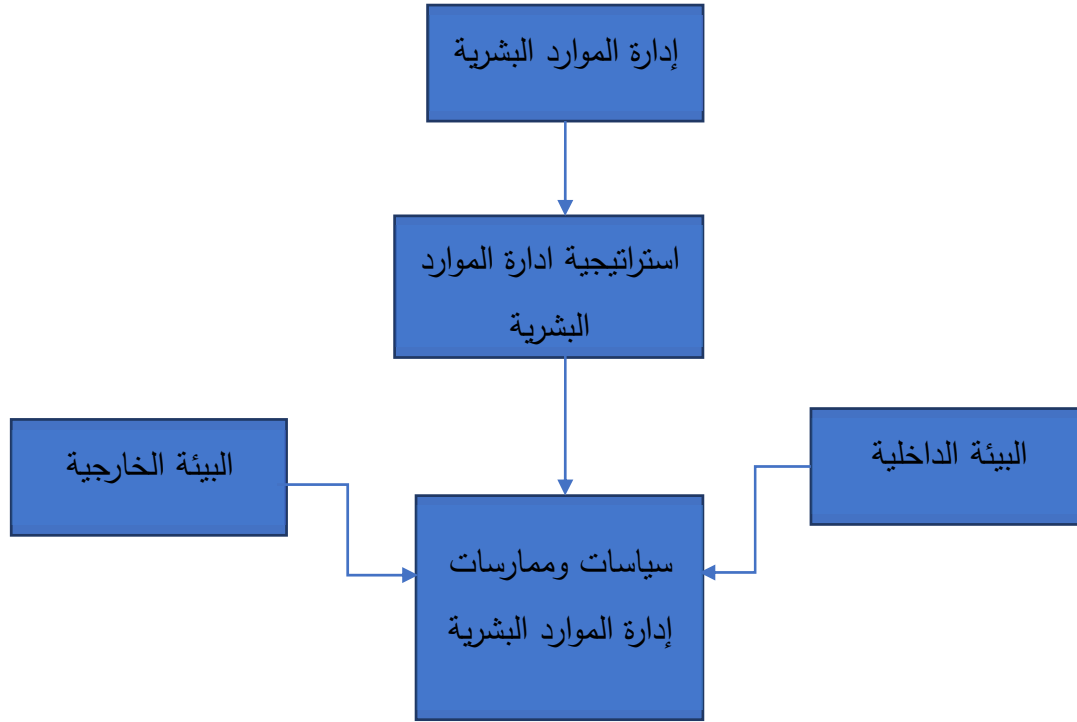 إدارة الموارد البشرية
استراتيجية ادارة الموارد
البشرية
البيئة الداخلية
البيئة الخارجية
سياسات وممارسات
إدارة الموارد البشرية